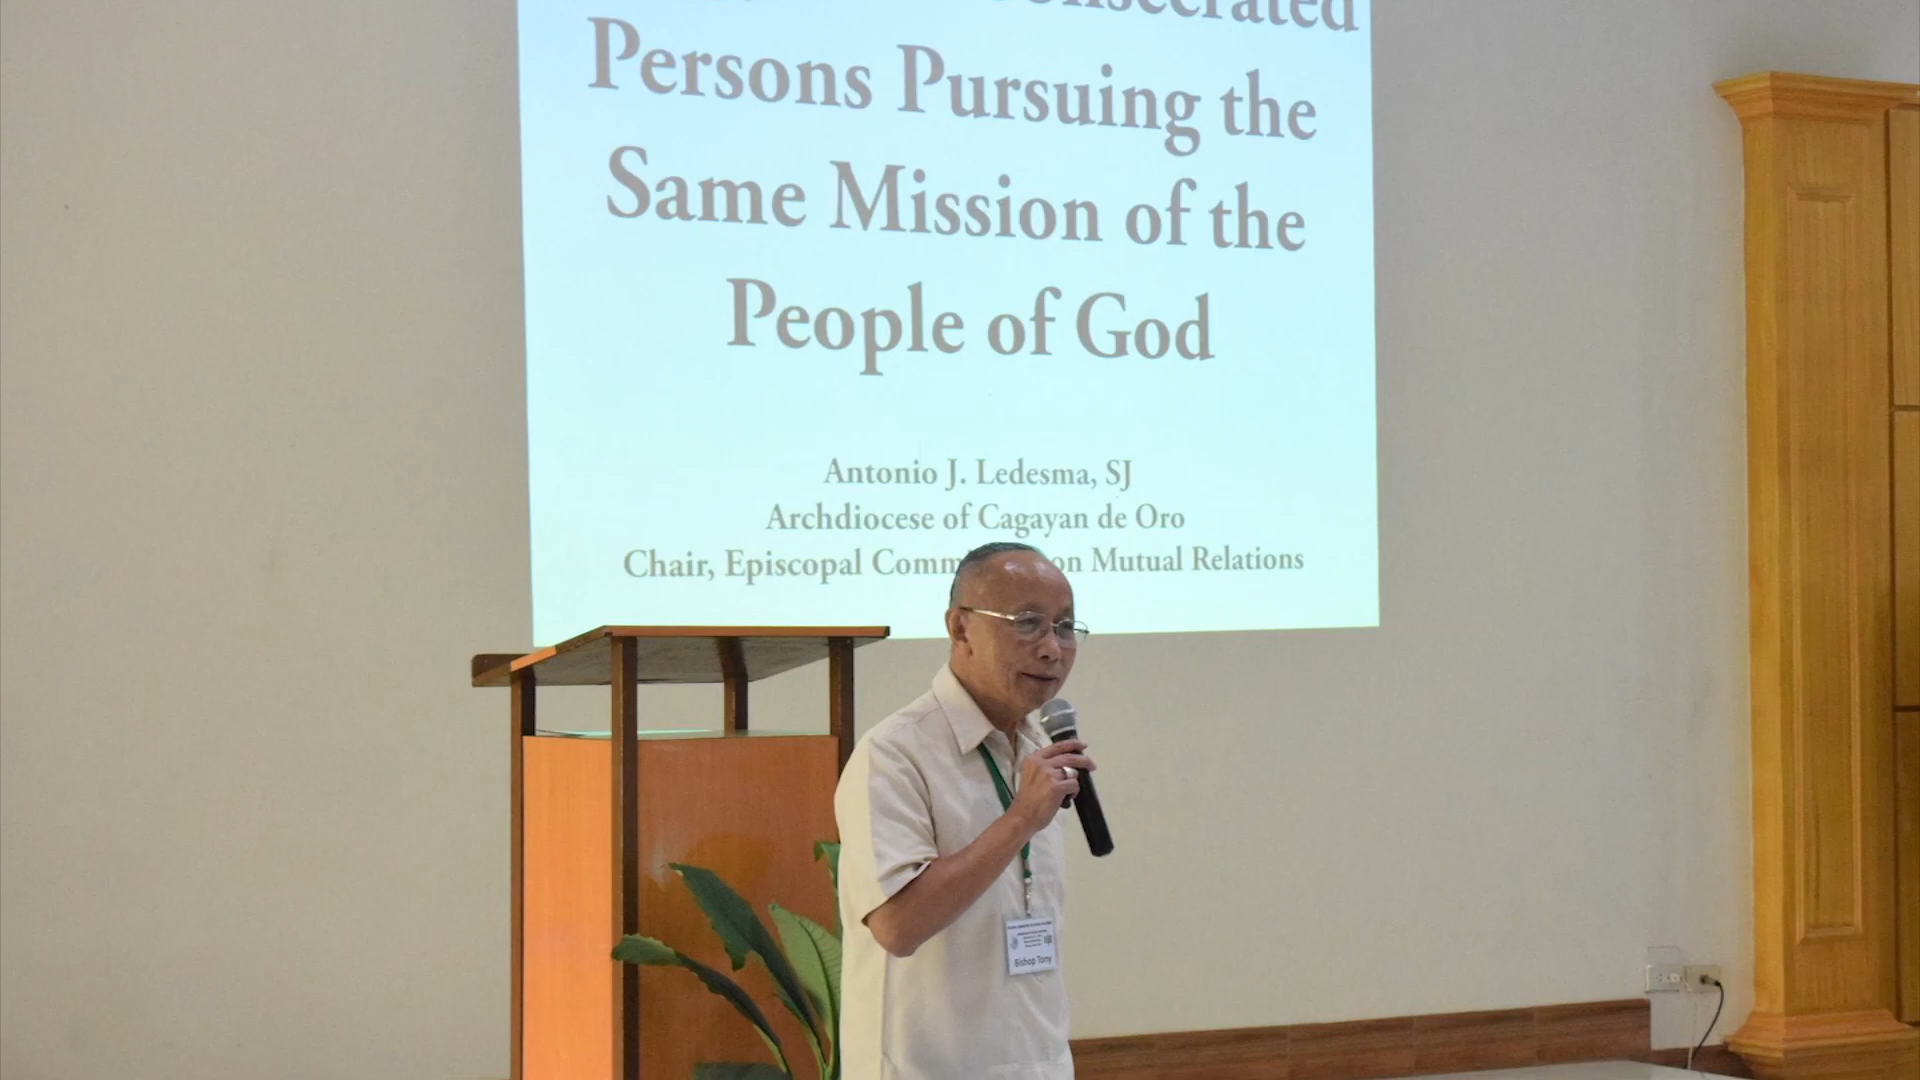 Persons Pursuing the
Same Mission of the
People of God
Antonio J. Ledesma, SJ
Archdiocese of Cagayan de Oro
Chair, Episcopal on Mutual Relations
Bishop Tony